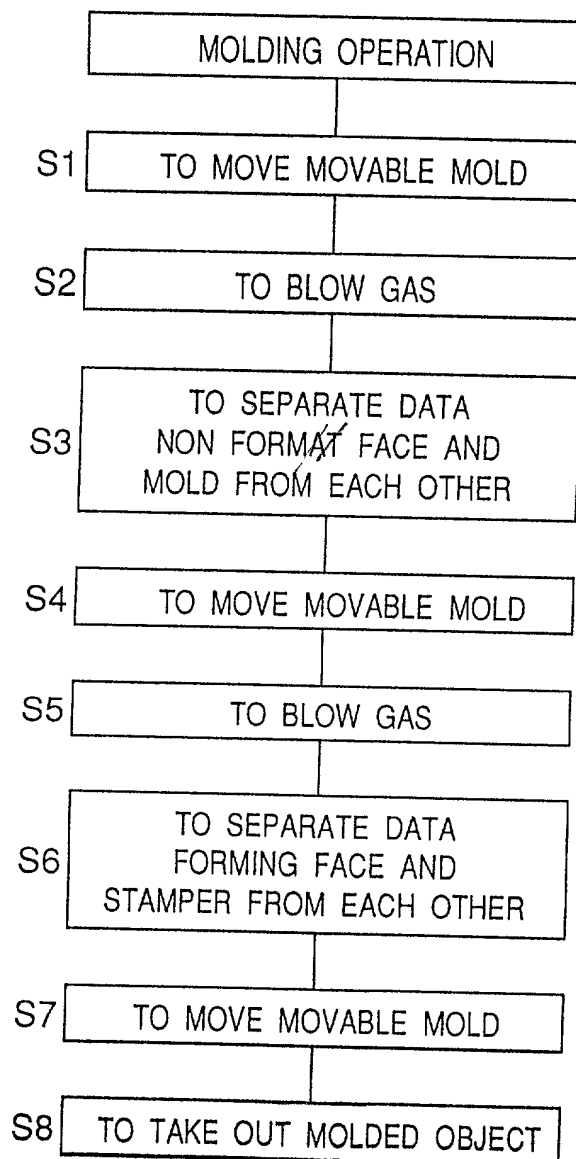 MOLDING OPERATION
S1 TO MOVE MOVABLE MOLD
S2 TO BLOW GAS
TO SEPARATE DATA
S3 NON FORMAT FACE AND
MOLD FROM EACH OTHER
S4 TO MOVE MOVABLE MOLD
S5 TO BLOW GAS
TO SEPARATE DATA
S6 FORMING FACE AND
STAMPER FROM EACH OTHER
S7 TO MOVE MOVABLE MOLD
S8 TO TAKE OUT MOLDED OBJECT